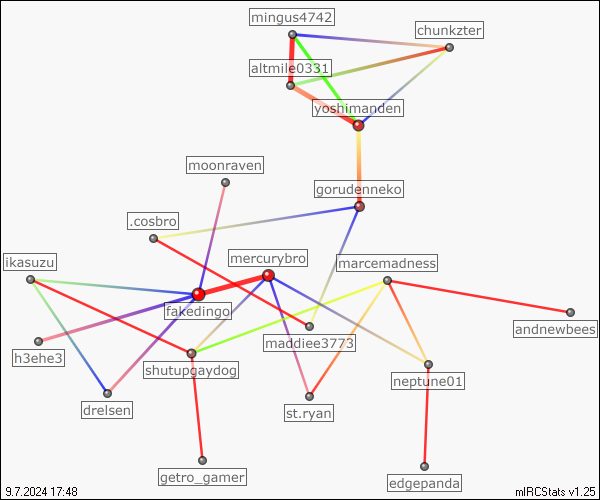 mingus4742
chunkzter
altmile0331
yoshimanden
moonraven
gorudenneko
.cosbro
ikasuzu
mercurybro
marcemadness
fakedingo
andnewbees
h3ehe3
maddiee3773
shutupgaydog
neptune01
drelsen
st.ryan
getro_gamer
edgepanda
9.7.2024 17:48
mIRCStats v1.25